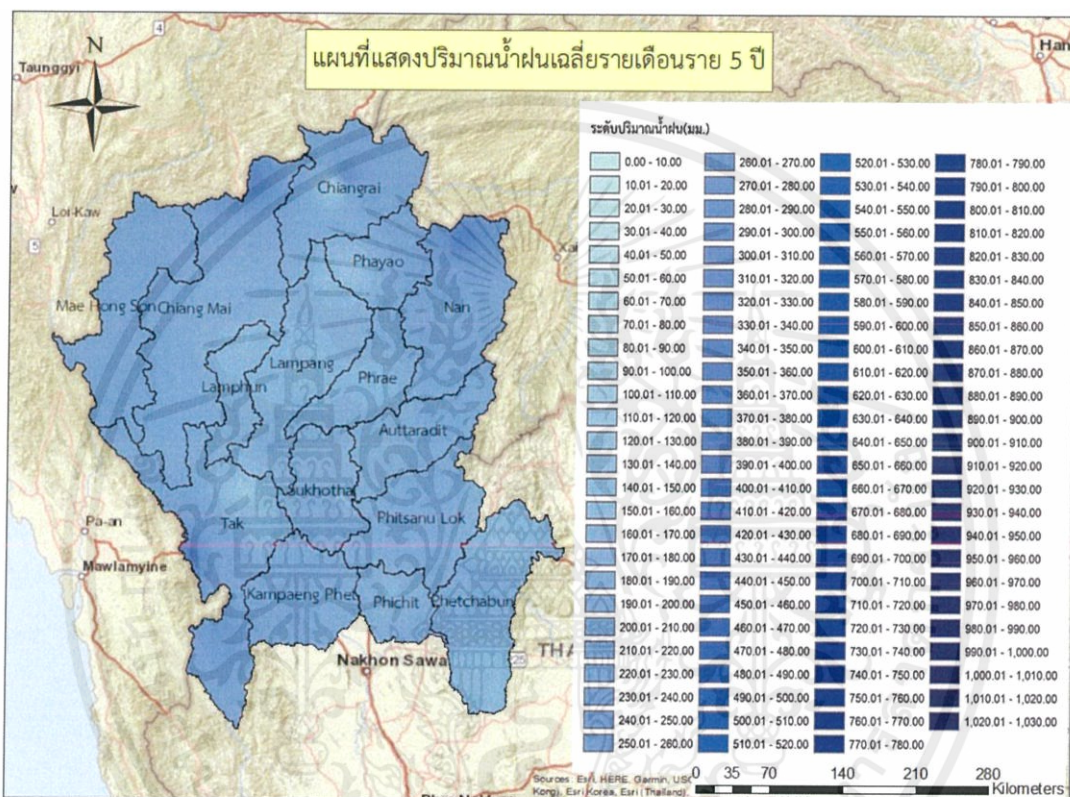 แผนที่แสดงปริมาณน้ำฝนเฉลี่ยรายเดือนราย 5 ปี
N
Taunggyi
4
Han
Loi-Kaw
5
Chiangrai
Phayao
Nan
Mae Hong Son
Chiang Mai
Lampang
Lamphun
Phrae
Auttaradit
Sukhothai
Tak
Phitsanu Lok
Pa-an
Mawlamyine
Kampaeng Phet
Phichit
Phetchabun
Nakhon Sawa
THA
ระดับปริมาณน้ำฝน(มม.)
0.00 - 10.00
10.01 - 20.00
20.01 - 30.00
30.01 - 40.00
40.01 - 50.00
50.01 - 60.00
60.01 - 70.00
70.01 - 80.00
80.01 - 90.00
90.01 - 100.00
100.01 - 110.00
110.01 - 120.00
120.01 - 130.00
130.01 - 140.00
140.01 - 150.00
150.01 - 160.00
160.01 - 170.00
170.01 - 180.00
180.01 - 190.00
190.01 - 200.00
200.01 - 210.00
210.01 - 220.00
220.01 - 230.00
230.01 - 240.00
240.01 - 250.00
250.01 - 260.00
260.01 - 270.00
270.01 - 280.00
280.01 - 290.00
290.01 - 300.00
300.01 - 310.00
310.01 - 320.00
320.01 - 330.00
330.01 - 340.00
340.01 - 350.00
350.01 - 360.00
360.01 - 370.00
370.01 - 380.00
380.01 - 390.00
390.01 - 400.00
400.01 - 410.00
410.01 - 420.00
420.01 - 430.00
430.01 - 440.00
440.01 - 450.00
450.01 - 460.00
460.01 - 470.00
470.01 - 480.00
480.01 - 490.00
490.01 - 500.00
500.01 - 510.00
510.01 - 520.00
520.01 - 530.00
530.01 - 540.00
540.01 - 550.00
550.01 - 560.00
560.01 - 570.00
570.01 - 580.00
580.01 - 590.00
590.01 - 600.00
600.01 - 610.00
610.01 - 620.00
620.01 - 630.00
630.01 - 640.00
640.01 - 650.00
650.01 - 660.00
660.01 - 670.00
670.01 - 680.00
680.01 - 690.00
690.01 - 700.00
700.01 - 710.00
710.01 - 720.00
720.01 - 730.00
730.01 - 740.00
740.01 - 750.00
750.01 - 760.00
760.01 - 770.00
770.01 - 780.00
780.01 - 790.00
790.01 - 800.00
800.01 - 810.00
810.01 - 820.00
820.01 - 830.00
830.01 - 840.00
840.01 - 850.00
850.01 - 860.00
860.01 - 870.00
870.01 - 880.00
880.01 - 890.00
890.01 - 900.00
900.01 - 910.00
910.01 - 920.00
920.01 - 930.00
930.01 - 940.00
940.01 - 950.00
950.01 - 960.00
960.01 - 970.00
970.01 - 980.00
980.01 - 990.00
990.01 - 1,000.00
1,000.01 - 1,010.00
1,010.01 - 1,020.00
1,020.01 - 1,030.00
Sources: Esri, HERE, Garmin, USG
Kong), Esri Korea, Esri (Thailand),
0 35 70 140 210 280
Kilometers